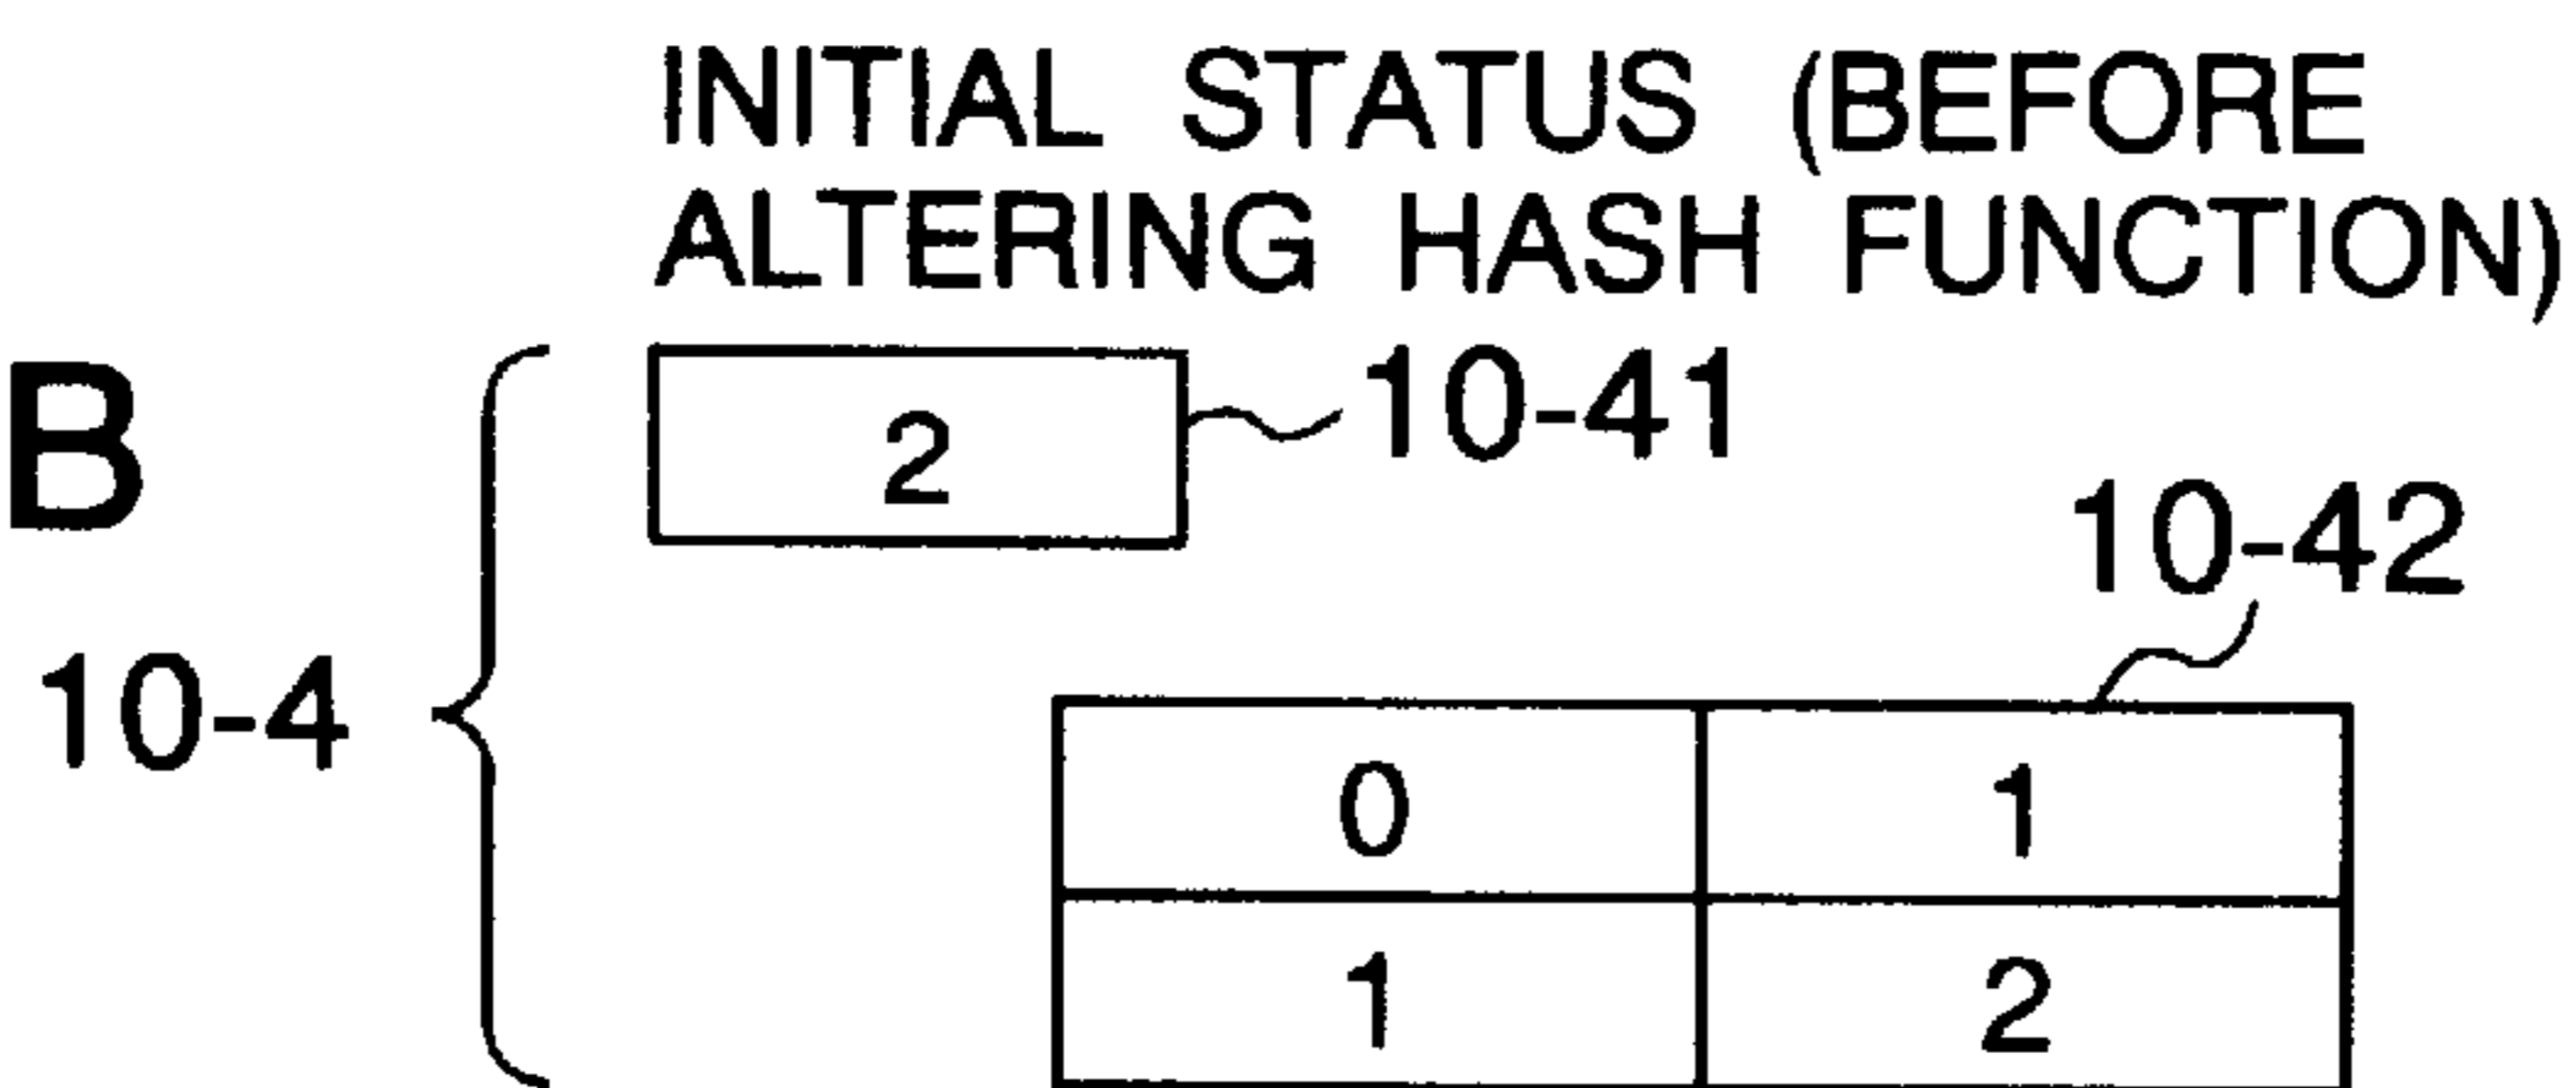 INITIAL STATUS (BEFORE
ALTERING HASH FUNCTION)
B
2
10-41
10-42
10-4
0 1
1 2